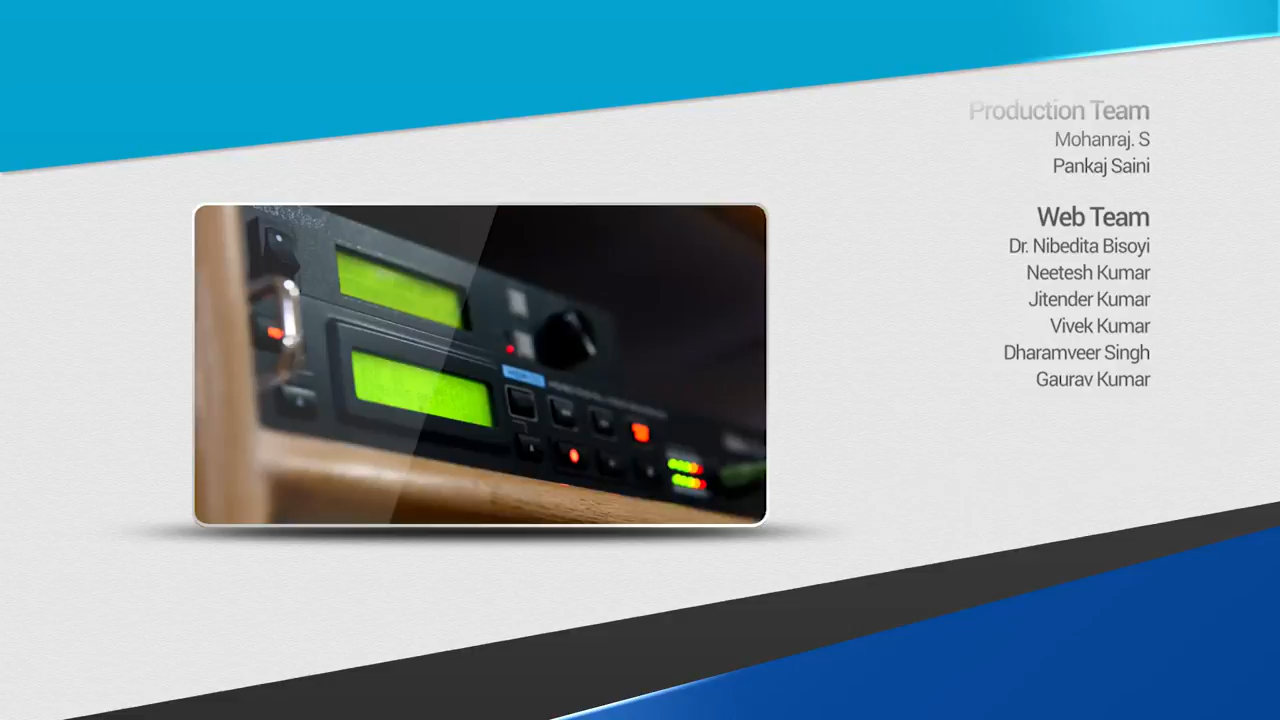 Production Team
Mohanraj. S
Pankaj Saini
Web Team
Dr. Nibedita Bisoyi
Neetesh Kumar
Jitender Kumar
Vivek Kumar
Dharamveer Singh
Gaurav Kumar